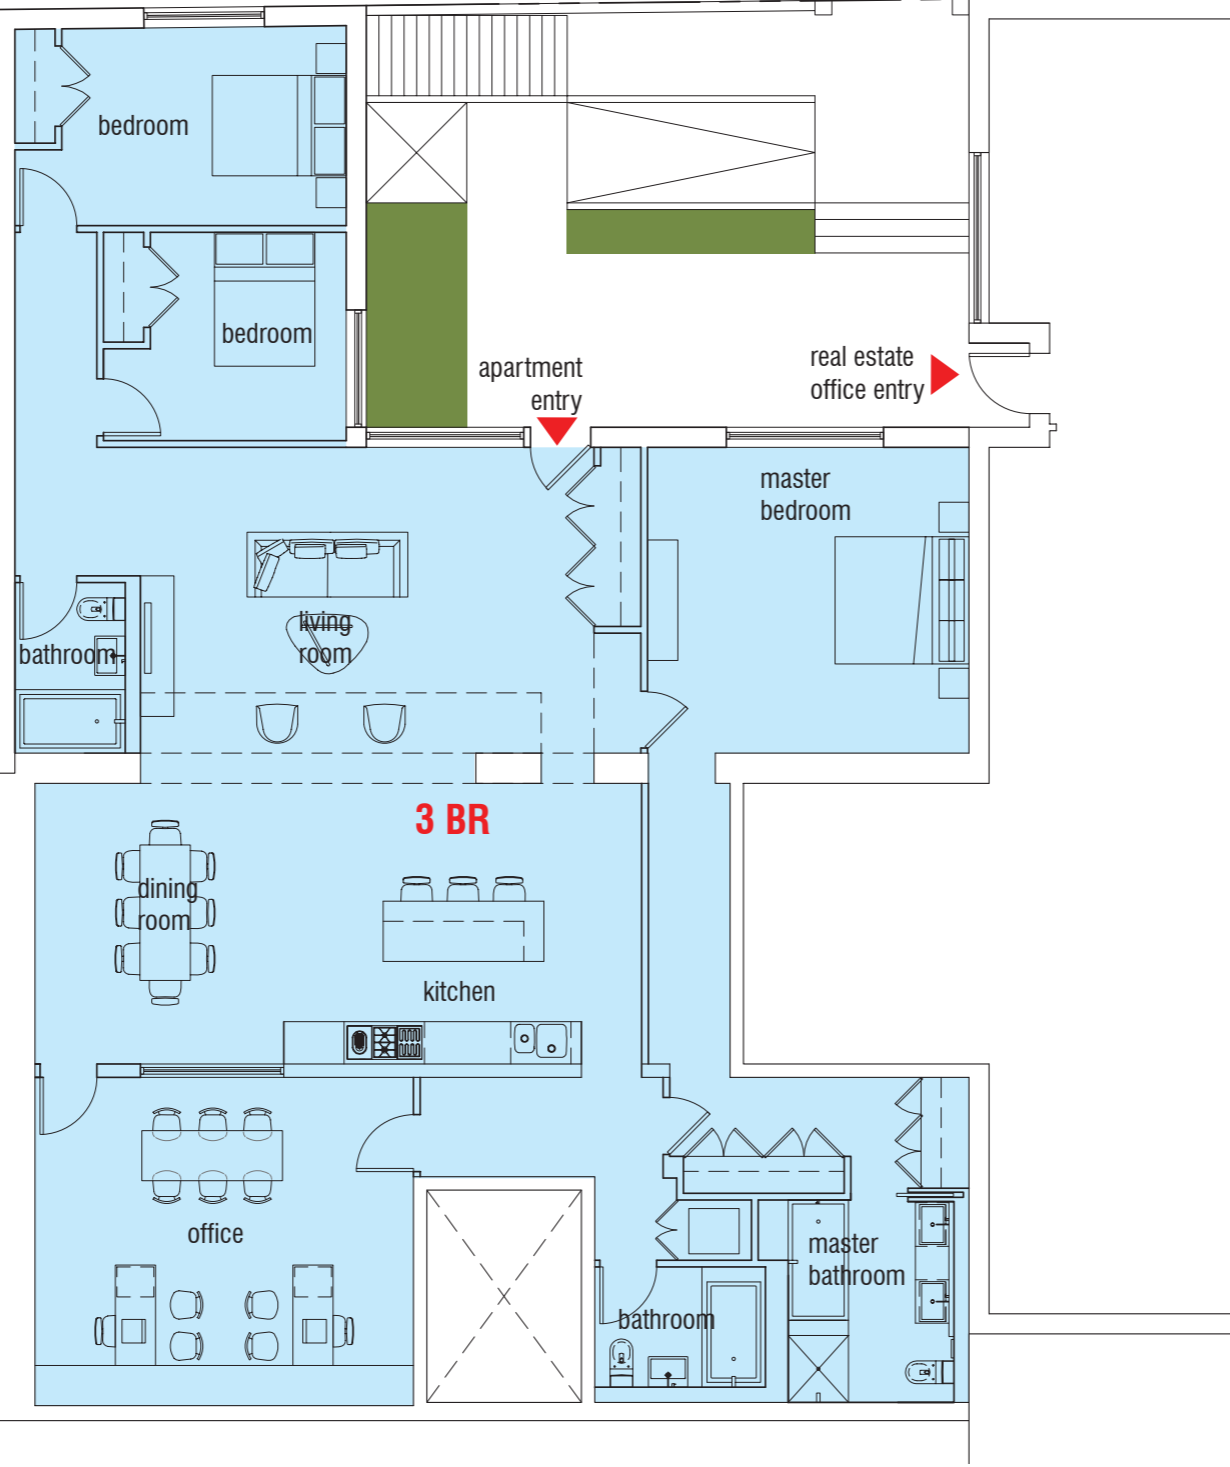 bedroom
bedroom
apartment
entry
real estate
office entry
master
bedroom
living
room
bathroom
3 BR
dining
room
kitchen
office
master
bathroom
bathroom